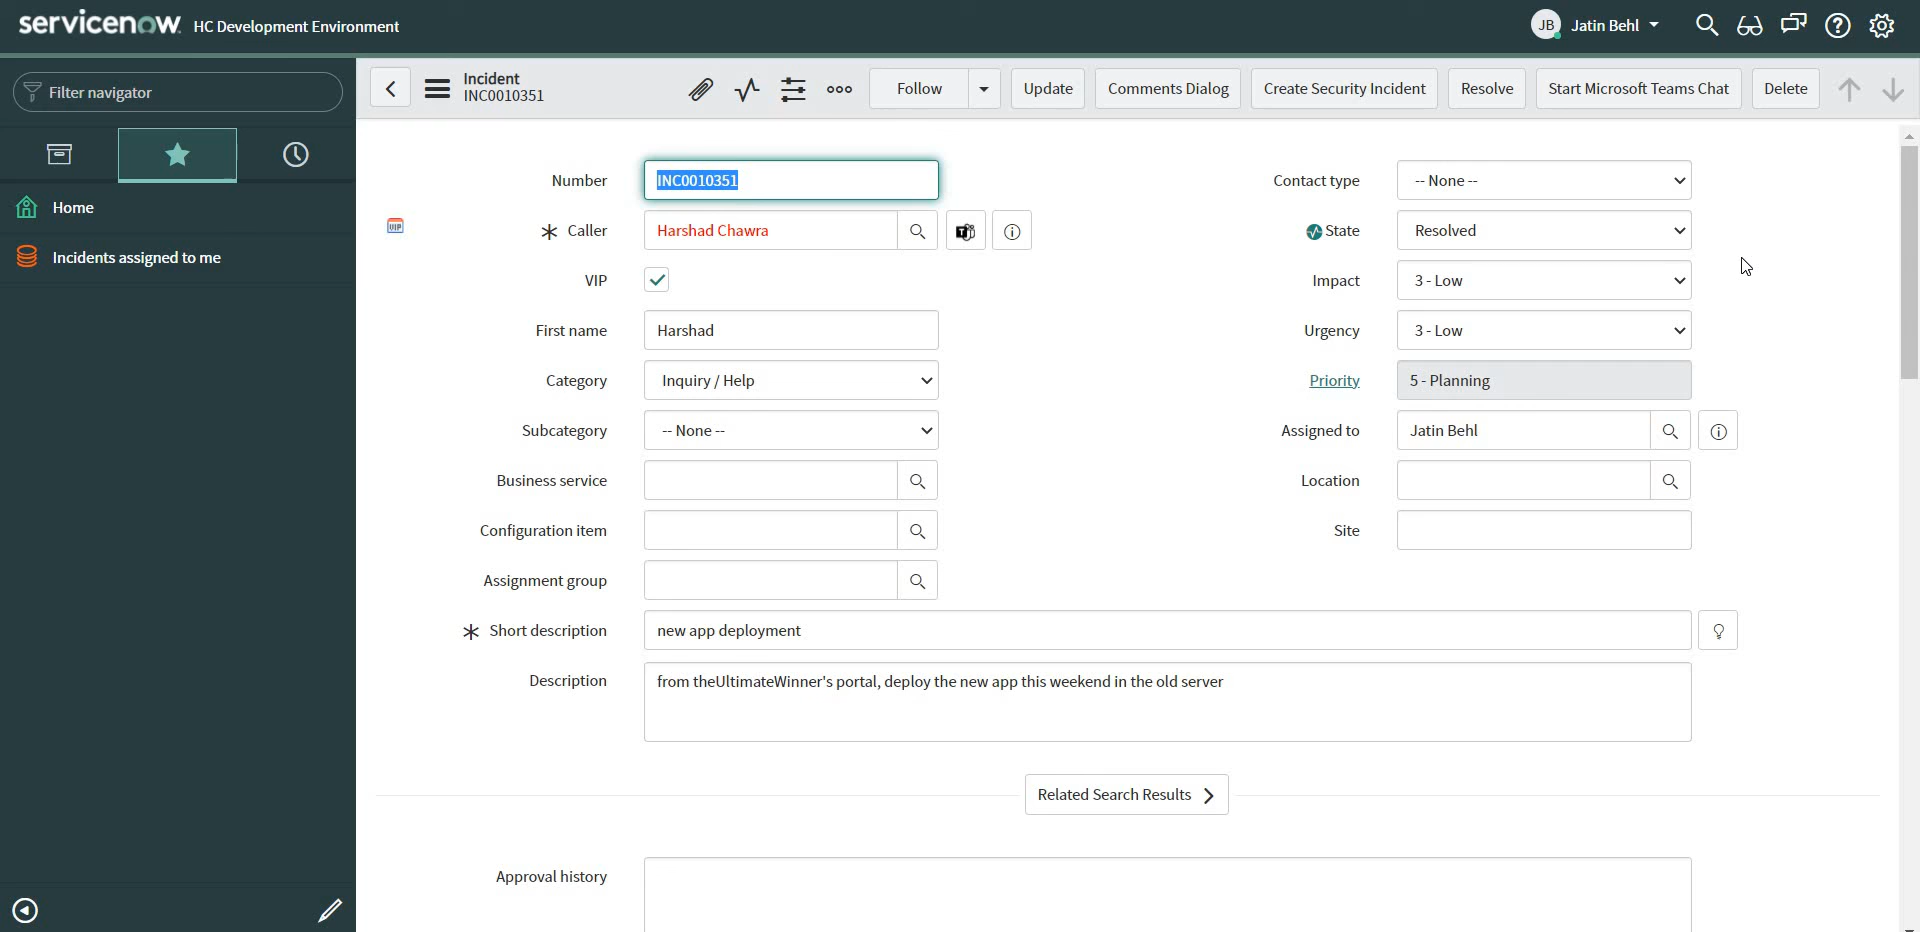 servicenow. HC Development Environment
JB Jatin Behl
Filter navigator
Home
Incidents assigned to me
Incident
INC0010351
Follow
Update
Comments Dialog
Create Security Incident
Resolve
Start Microsoft Teams Chat
Delete
Number INC0010351
VIP
Caller Harshad Chawra
VIP
First name Harshad
Category Inquiry / Help
Subcategory -- None --
Business service
Configuration item
Assignment group
Contact type -- None --
State Resolved
Impact 3 - Low
Urgency 3 - Low
Priority 5 - Planning
Assigned to Jatin Behl
Location
Site
Short description new app deployment
Description from theUltimateWinner's portal, deploy the new app this weekend in the old server
Related Search Results
Approval history